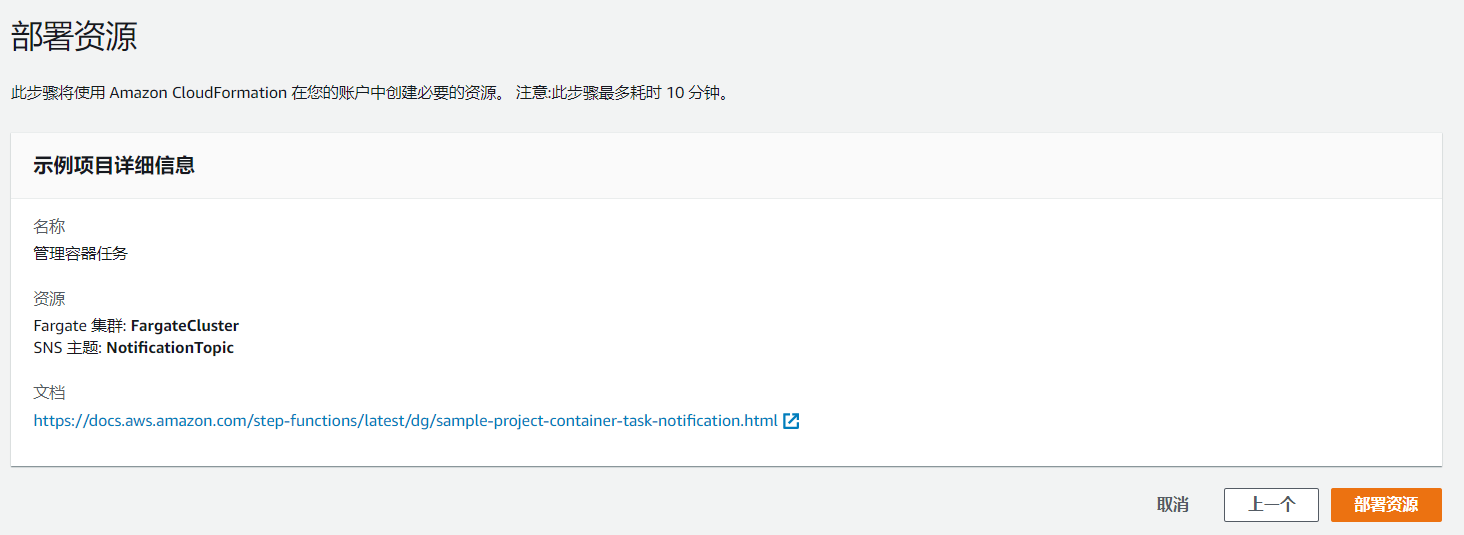 部署资源
此步骤将使用 Amazon CloudFormation 在您的账户中创建必要的资源。 注意:此步骤最多耗时 10 分钟。
示例项目详细信息
名称
管理容器任务
资源
Fargate 集群: FargateCluster
SNS 主题: NotificationTopic
文档
https://docs.aws.amazon.com/step-functions/latest/dg/sample-project-container-task-notification.html
取消 上一个 部署资源